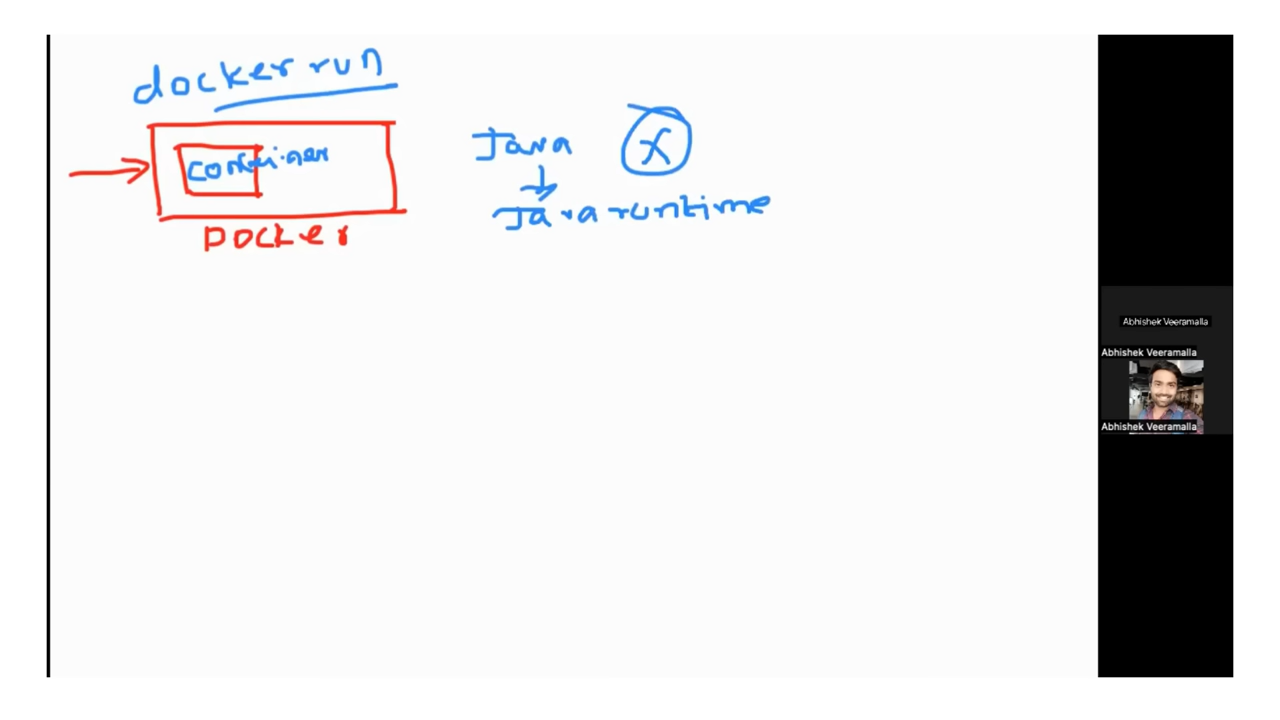 docker run
container
DOCKER
Java X
Java runtime
Abhishek Veeramalla
Abhishek Veeramalla
Abhishek Veeramalla